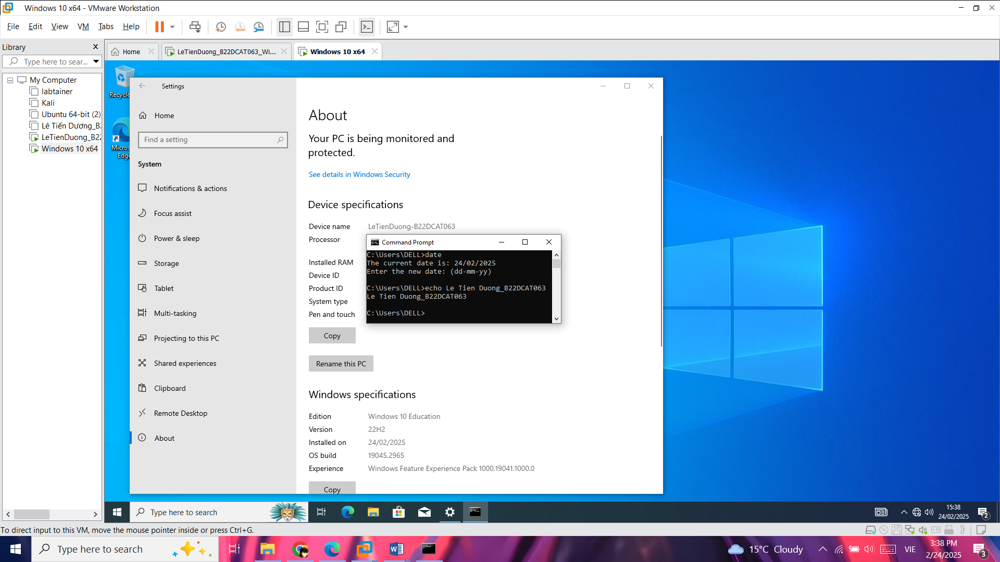 Windows 10 x64 - VMware Workstation
File Edit View VM Tabs Help
Library
Type here to sear...
My Computer
labtainer
Kali
Ubuntu 64-bit (2)
Lê Tiến Dương_B2
LeTienDuong_B22
Windows 10 x64
Home
LeTienDuong_B22DCAT063_Wi...
Windows 10 x64
Recycle
Micros
Edge
Settings
Home
Find a setting
System
Notifications & actions
Focus assist
Power & sleep
Storage
Tablet
Multi-tasking
Projecting to this PC
Shared experiences
Clipboard
Remote Desktop
About
About
Your PC is being monitored and
protected.
See details in Windows Security
Device specifications
Device name LeTienDuong-B22DCAT063
Processor
Installed RAM
Device ID
Product ID
System type
Pen and touch
Copy
Rename this PC
Windows specifications
Edition Windows 10 Education
Version 22H2
Installed on 24/02/2025
OS build 19045.2965
Experience Windows Feature Experience Pack 1000.19041.1000.0
Copy
Command Prompt
C:\Users\DELL>date
The current date is: 24/02/2025
Enter the new date: (dd-mm-yy)
C:\Users\DELL>echo Le Tien Duong_B22DCAT063
Le Tien Duong_B22DCAT063
C:\Users\DELL>
Type here to search
15:38
24/02/2025
2
To direct input to this VM, move the mouse pointer inside or press Ctrl+G.
Type here to search
15°C Cloudy
VIE
3:38 PM
2/24/2025
3